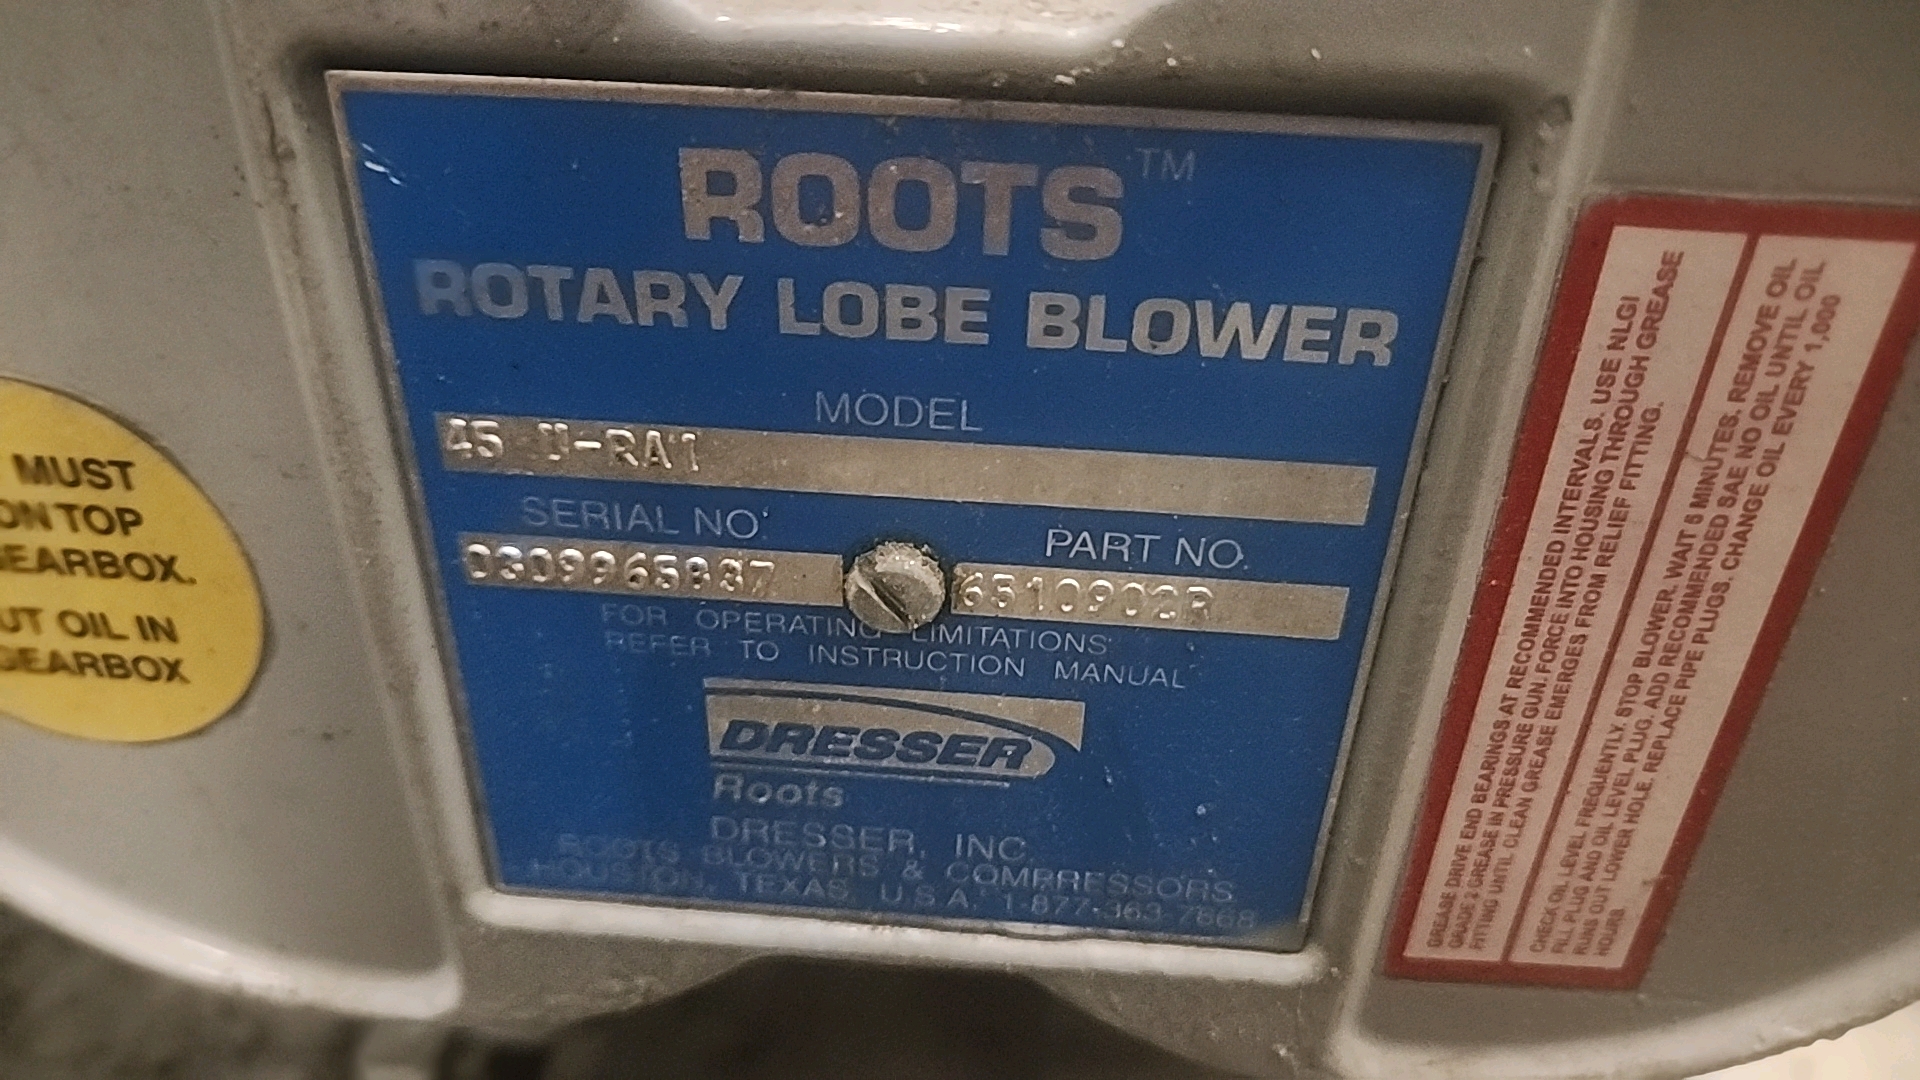 ROOTS™
ROTARY LOBE BLOWER
MODEL
45 U-RAI
SERIAL NO.
PART NO.
0309965987
6510902R
FOR OPERATING LIMITATIONS
REFER TO INSTRUCTION MANUAL
DRESSER
Roots
DRESSER, INC.
ROOTS BLOWERS & COMPRESSORS
HOUSTON, TEXAS, U.S.A. 1-877-363-7668
MUST
ON TOP
GEARBOX.
OIL IN
GEARBOX
GREASE DRIVE END BEARINGS AT RECOMMENDED INTERVALS. USE NLGI
GRADE 2 GREASE IN PRESSURE GUN. FORCE INTO HOUSING THROUGH GREASE
FITTING UNTIL CLEAN GREASE EMERGES FROM RELIEF FITTING.
CHECK OIL LEVEL FREQUENTLY. STOP BLOWER. WAIT 5 MINUTES. REMOVE OIL
FILL PLUG AND OIL LEVEL PLUG. ADD RECOMMENDED SAE NO OIL UNTIL OIL
RUNS OUT LOWER HOLE. REPLACE PIPE PLUGS. CHANGE OIL EVERY 1,000
HOURS.